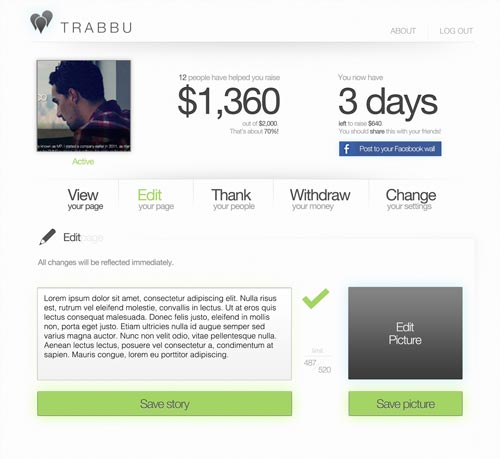 TRABBU
ABOUT
LOG OUT
12 people have helped you raise
$1,360
out of $2,000.
That's about 70%!
You now have
3 days
left to raise $640.
You should share this with your friends!
Post to your Facebook wall
Active
View
your page
Edit
your page
Thank
your people
Withdraw
your money
Change
your settings
Edit page
All changes will be reflected immediately.
Lorem ipsum dolor sit amet, consectetur adipiscing elit. Nulla risus
est, rutrum vel eleifend molestie, convallis in lectus. Ut at eros quis
lectus consequat malesuada. Donec felis justo, eleifend in mollis
non, porta eget justo. Etiam ultricies nulla id augue semper sed
varius magna auctor. Nunc non velit odio, vitae pellentesque nulla.
Aenean lectus lectus, posuere vel consectetur a, condimentum at
sapien. Mauris congue, lorem eu porttitor adipiscing.
limit
487
520
Edit
Picture
Save story
Save picture